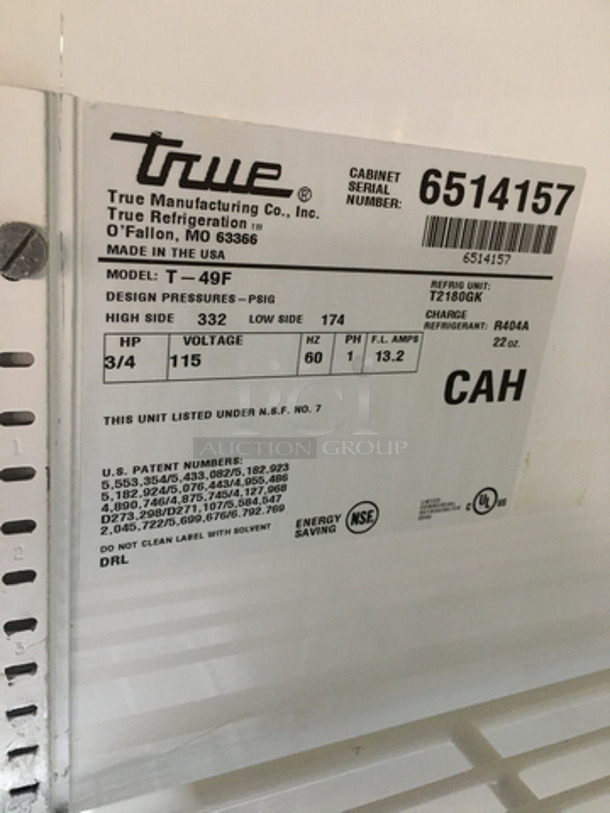 true®
True Manufacturing Co., Inc.
True Refrigeration TM
O'Fallon, MO 63366
MADE IN THE USA
CABINET SERIAL NUMBER: 6514157
6514157
MODEL: T-49F
DESIGN PRESSURES-PSIG
HIGH SIDE 332 LOW SIDE 174
REFRIG UNIT:
T2180GK
CHARGE
REFRIGERANT: R404A
22 OZ.
HP VOLTAGE HZ PH F.L. AMPS
3/4 115 60 1 13.2
CAH
THIS UNIT LISTED UNDER N.S.F. NO. 7
PCI
AUCTION GROUP
U.S. PATENT NUMBERS:
5,553,354/5,433,082/5,182,923
5,182,924/5,076,443/4,955,486
4,890,746/4,875,745/4,127,968
D273,298/D271,107/5,584,547
2,045,722/5,699,676/6,792,769
DO NOT CLEAN LABEL WITH SOLVENT
DRL
ENERGY SAVING NSF
C UL US
1
2
3